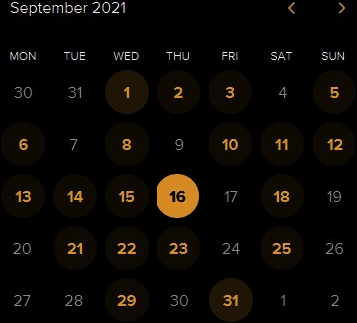 September 2021
MON TUE WED THU FRI SAT SUN
30 31 1 2 3 4 5
6 7 8 9 10 11 12
13 14 15 16 17 18 19
20 21 22 23 24 25 26
27 28 29 30 31 1 2